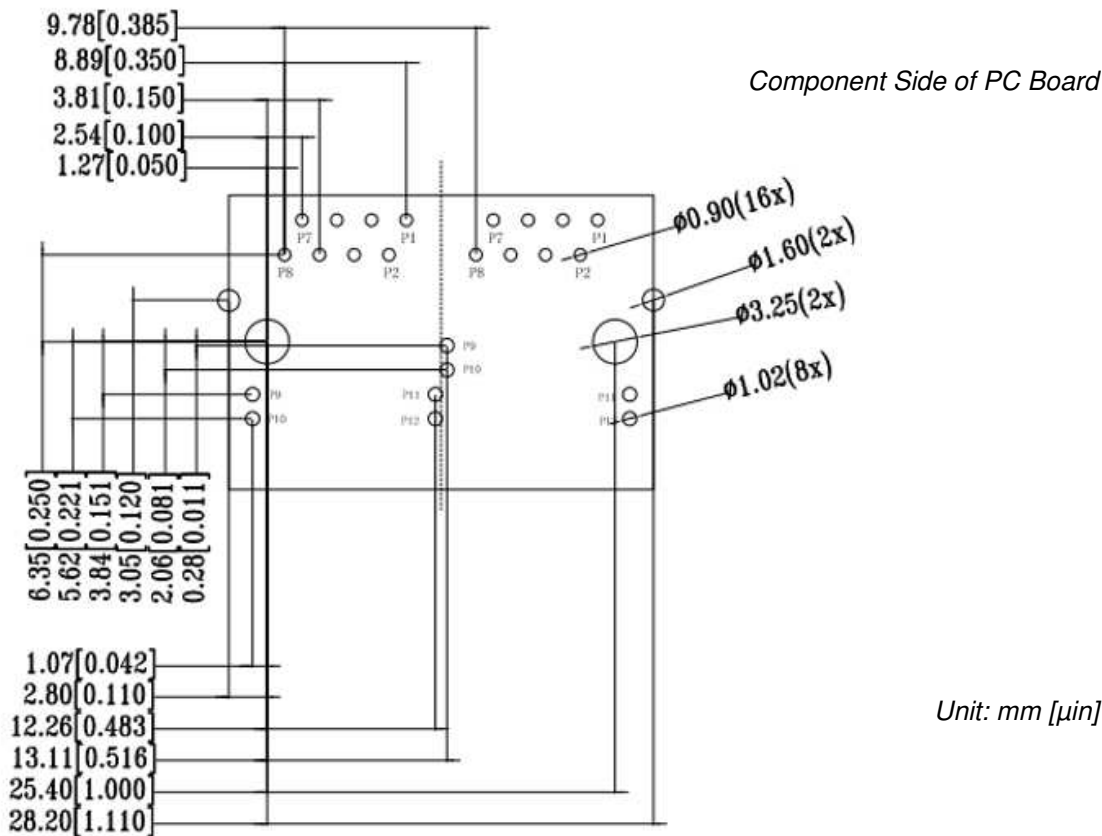 9.78[0.385]
8.89[0.350]
3.81[0.150]
2.54[0.100]
1.27[0.050]
Component Side of PC Board
P7 P1 P7 P1
P8 P2 P8 P2
ø0.90(16x)
ø1.60(2x)
ø3.25(2x)
ø1.02(8x)
P9
P10
P9 P11 P11
P10 P12
6.35[0.250]
5.62[0.221]
3.84[0.151]
3.05[0.120]
2.06[0.081]
0.28[0.011]
1.07[0.042]
2.80[0.110]
12.26[0.483]
13.11[0.516]
25.40[1.000]
28.20[1.110]
Unit: mm [µin]